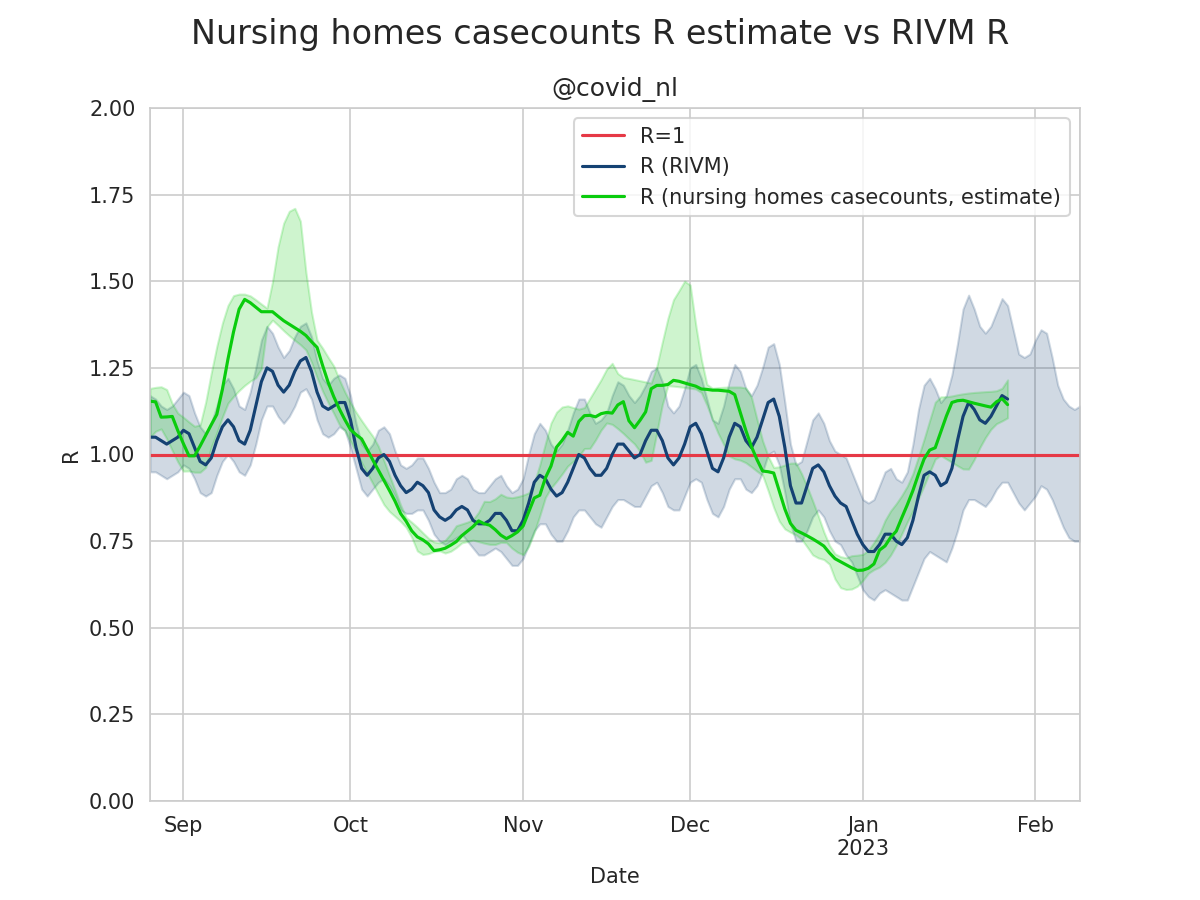 Nursing homes casecounts R estimate vs RIVM R
@covid_nl
R=1
R (RIVM)
R (nursing homes casecounts, estimate)
2.00
1.75
1.50
1.25
1.00
0.75
0.50
0.25
0.00
R
Sep Oct Nov Dec Jan Feb
2023
Date